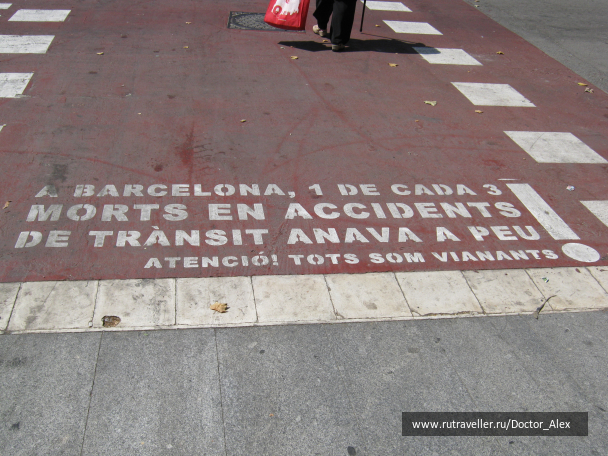 A BARCELONA, 1 DE CADA 3
MORTS EN ACCIDENTS
DE TRÀNSIT ANAVA A PEU!
ATENCIÓ! TOTS SOM VIANANTS
www.rutraveller.ru/Doctor_Alex